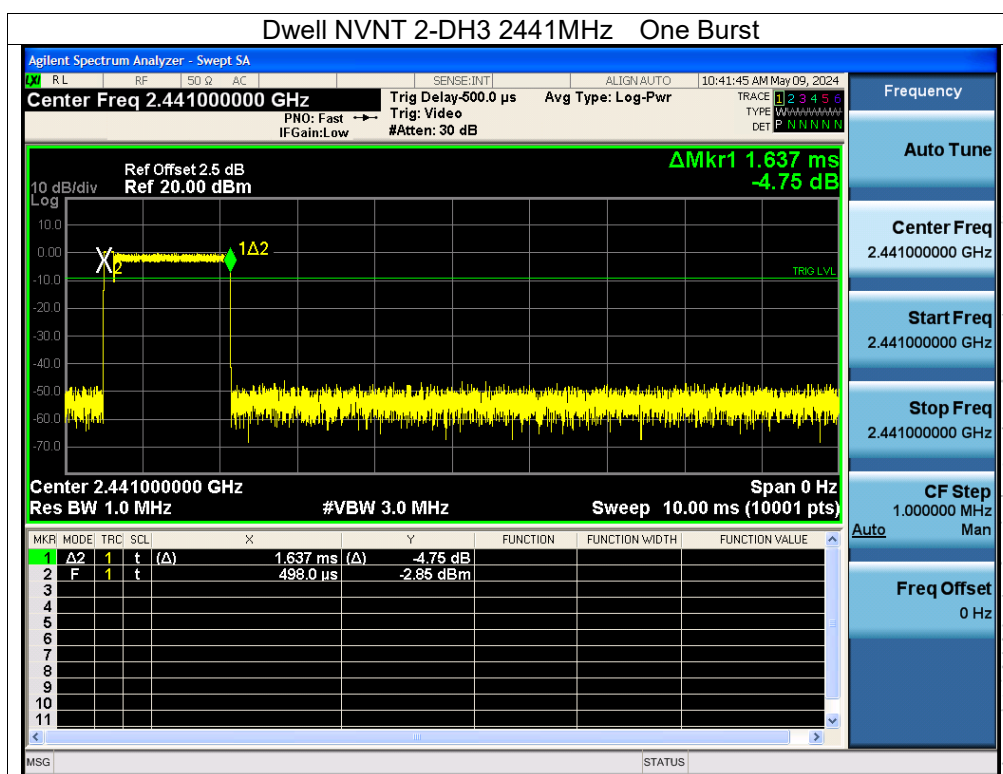 Dwell NVNT 2-DH3 2441MHz One Burst
Agilent Spectrum Analyzer - Swept SA
LXI RL RF 50 Ω AC SENSE:INT ALIGN AUTO 10:41:45 AM May 09, 2024
Center Freq 2.441000000 GHz Trig Delay-500.0 µs Avg Type: Log-Pwr TRACE 1 2 3 4 5 6
PNO: Fast Trig: Video TYPE WWWWWW
IFGain:Low #Atten: 30 dB DET P N N N N N
ΔMkr1 1.637 ms
-4.75 dB
Ref Offset 2.5 dB
10 dB/div Ref 20.00 dBm
Log
10.0
0.00
-10.0
-20.0
-30.0
-40.0
-50.0
-60.0
-70.0
X2
1Δ2
TRIG LVL
Center 2.441000000 GHz Span 0 Hz
Res BW 1.0 MHz #VBW 3.0 MHz Sweep 10.00 ms (10001 pts)
MKR MODE TRC SCL X Y FUNCTION FUNCTION WIDTH FUNCTION VALUE
1 Δ2 1 t (Δ) 1.637 ms (Δ) -4.75 dB
2 F 1 t 498.0 µs -2.85 dBm
3
4
5
6
7
8
9
10
11
MSG STATUS
Frequency
Auto Tune
Center Freq
2.441000000 GHz
Start Freq
2.441000000 GHz
Stop Freq
2.441000000 GHz
CF Step
1.000000 MHz
Auto Man
Freq Offset
0 Hz